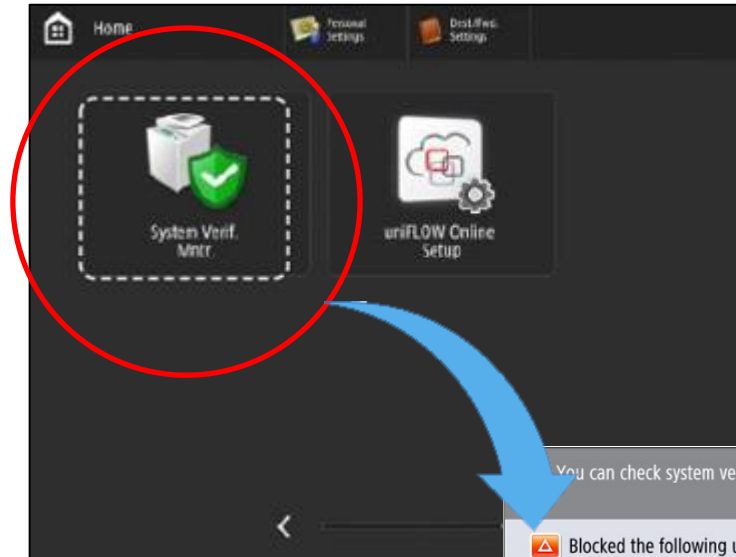 Home
Personal
Settings
Dest./Fwd.
Settings
System Verif.
Mntr.
uniFLOW Online
Setup
You can check system ve
Blocked the following u